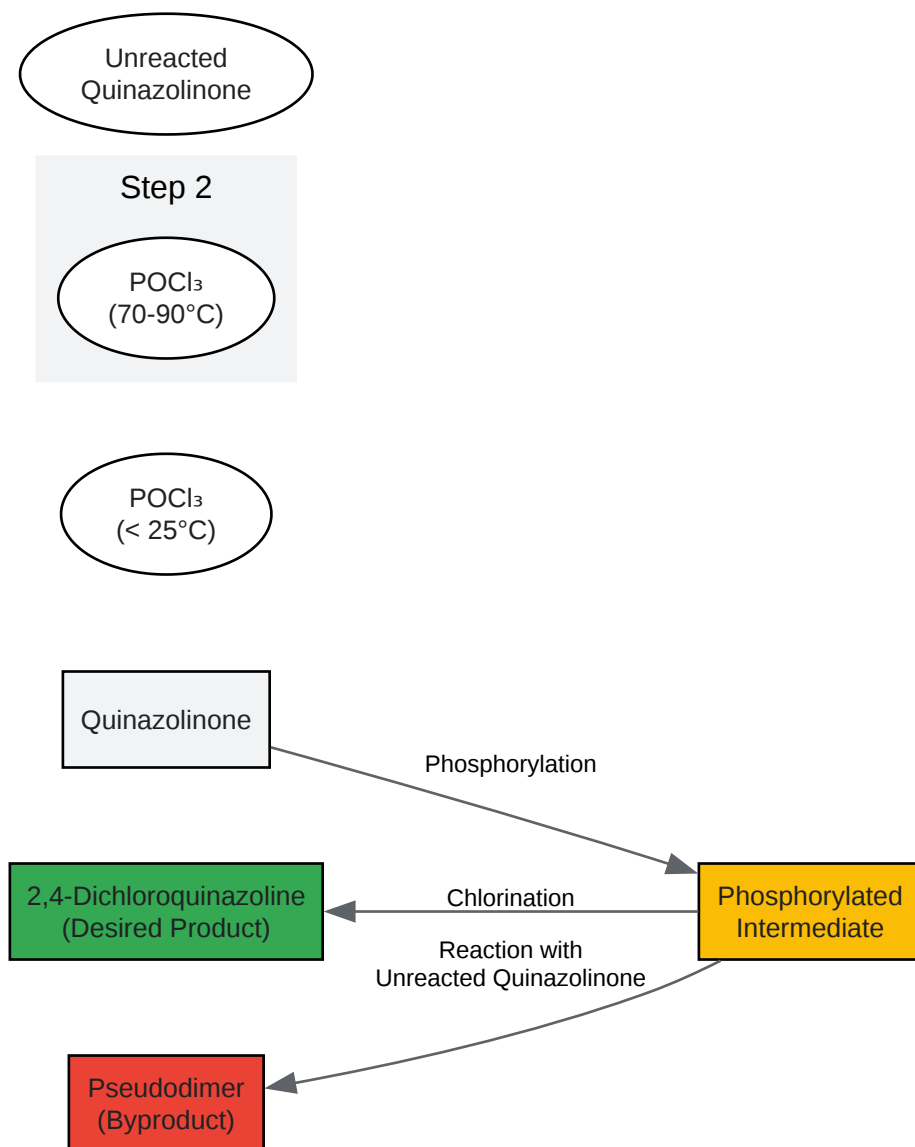 Unreacted
Quinazolinone
Step 2
POCl₃
(70-90°C)
POCl₃
(< 25°C)
Quinazolinone
Phosphorylation
2,4-Dichloroquinazoline
(Desired Product)
Chlorination
Phosphorylated
Intermediate
Reaction with
Unreacted Quinazolinone
Pseudodimer
(Byproduct)